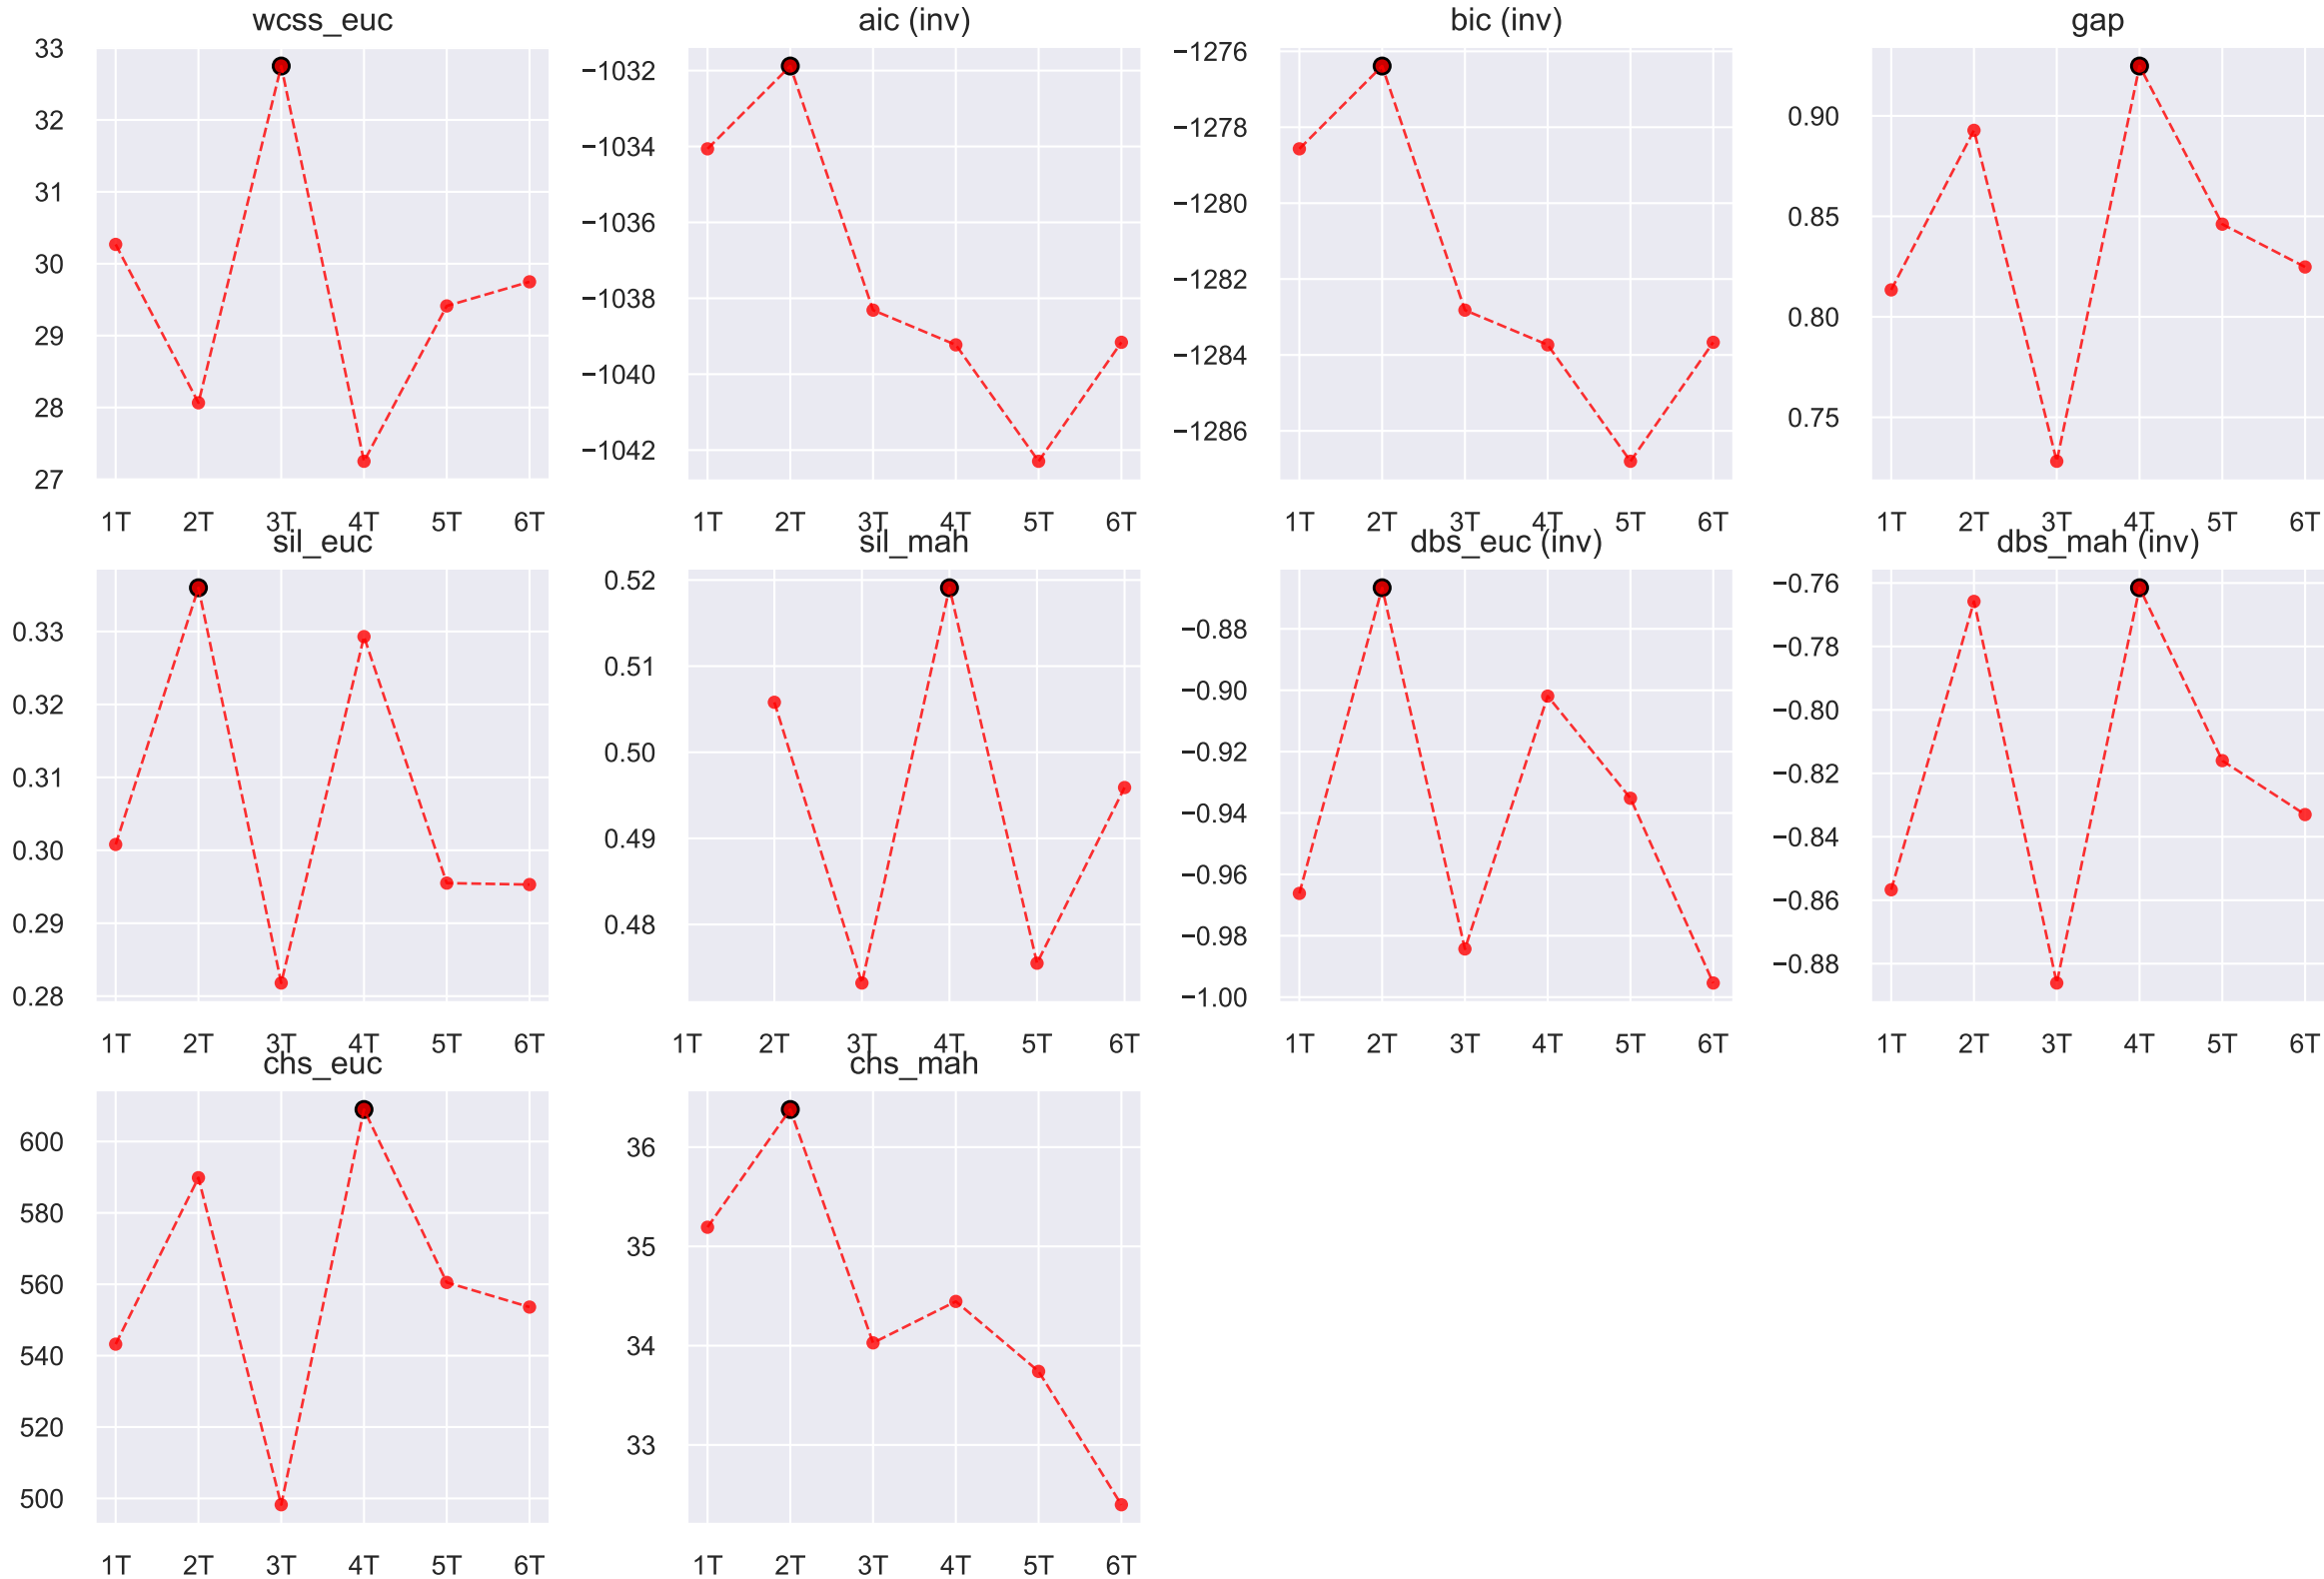 wcss_euc
33
32
31
30
29
28
27
1T 2T 3T 4T 5T 6T
aic (inv)
−1032
−1034
−1036
−1038
−1040
−1042
1T 2T 3T 4T 5T 6T
bic (inv)
−1276
−1278
−1280
−1282
−1284
−1286
1T 2T 3T 4T 5T 6T
gap
0.90
0.85
0.80
0.75
1T 2T 3T 4T 5T 6T
sil_euc
0.33
0.32
0.31
0.30
0.29
0.28
1T 2T 3T 4T 5T 6T
sil_mah
0.52
0.51
0.50
0.49
0.48
1T 2T 3T 4T 5T 6T
dbs_euc (inv)
−0.88
−0.90
−0.92
−0.94
−0.96
−0.98
−1.00
1T 2T 3T 4T 5T 6T
dbs_mah (inv)
−0.76
−0.78
−0.80
−0.82
−0.84
−0.86
−0.88
1T 2T 3T 4T 5T 6T
chs_euc
600
580
560
540
520
500
1T 2T 3T 4T 5T 6T
chs_mah
36
35
34
33
1T 2T 3T 4T 5T 6T